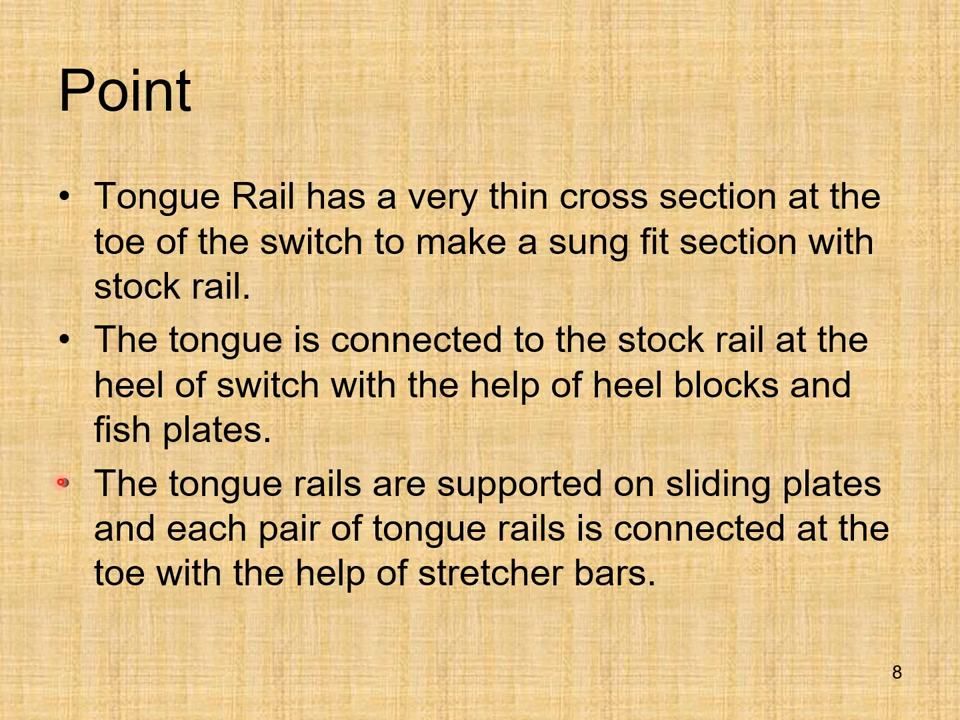 Point
• Tongue Rail has a very thin cross section at the
toe of the switch to make a sung fit section with
stock rail.
• The tongue is connected to the stock rail at the
heel of switch with the help of heel blocks and
fish plates.
• The tongue rails are supported on sliding plates
and each pair of tongue rails is connected at the
toe with the help of stretcher bars.
8